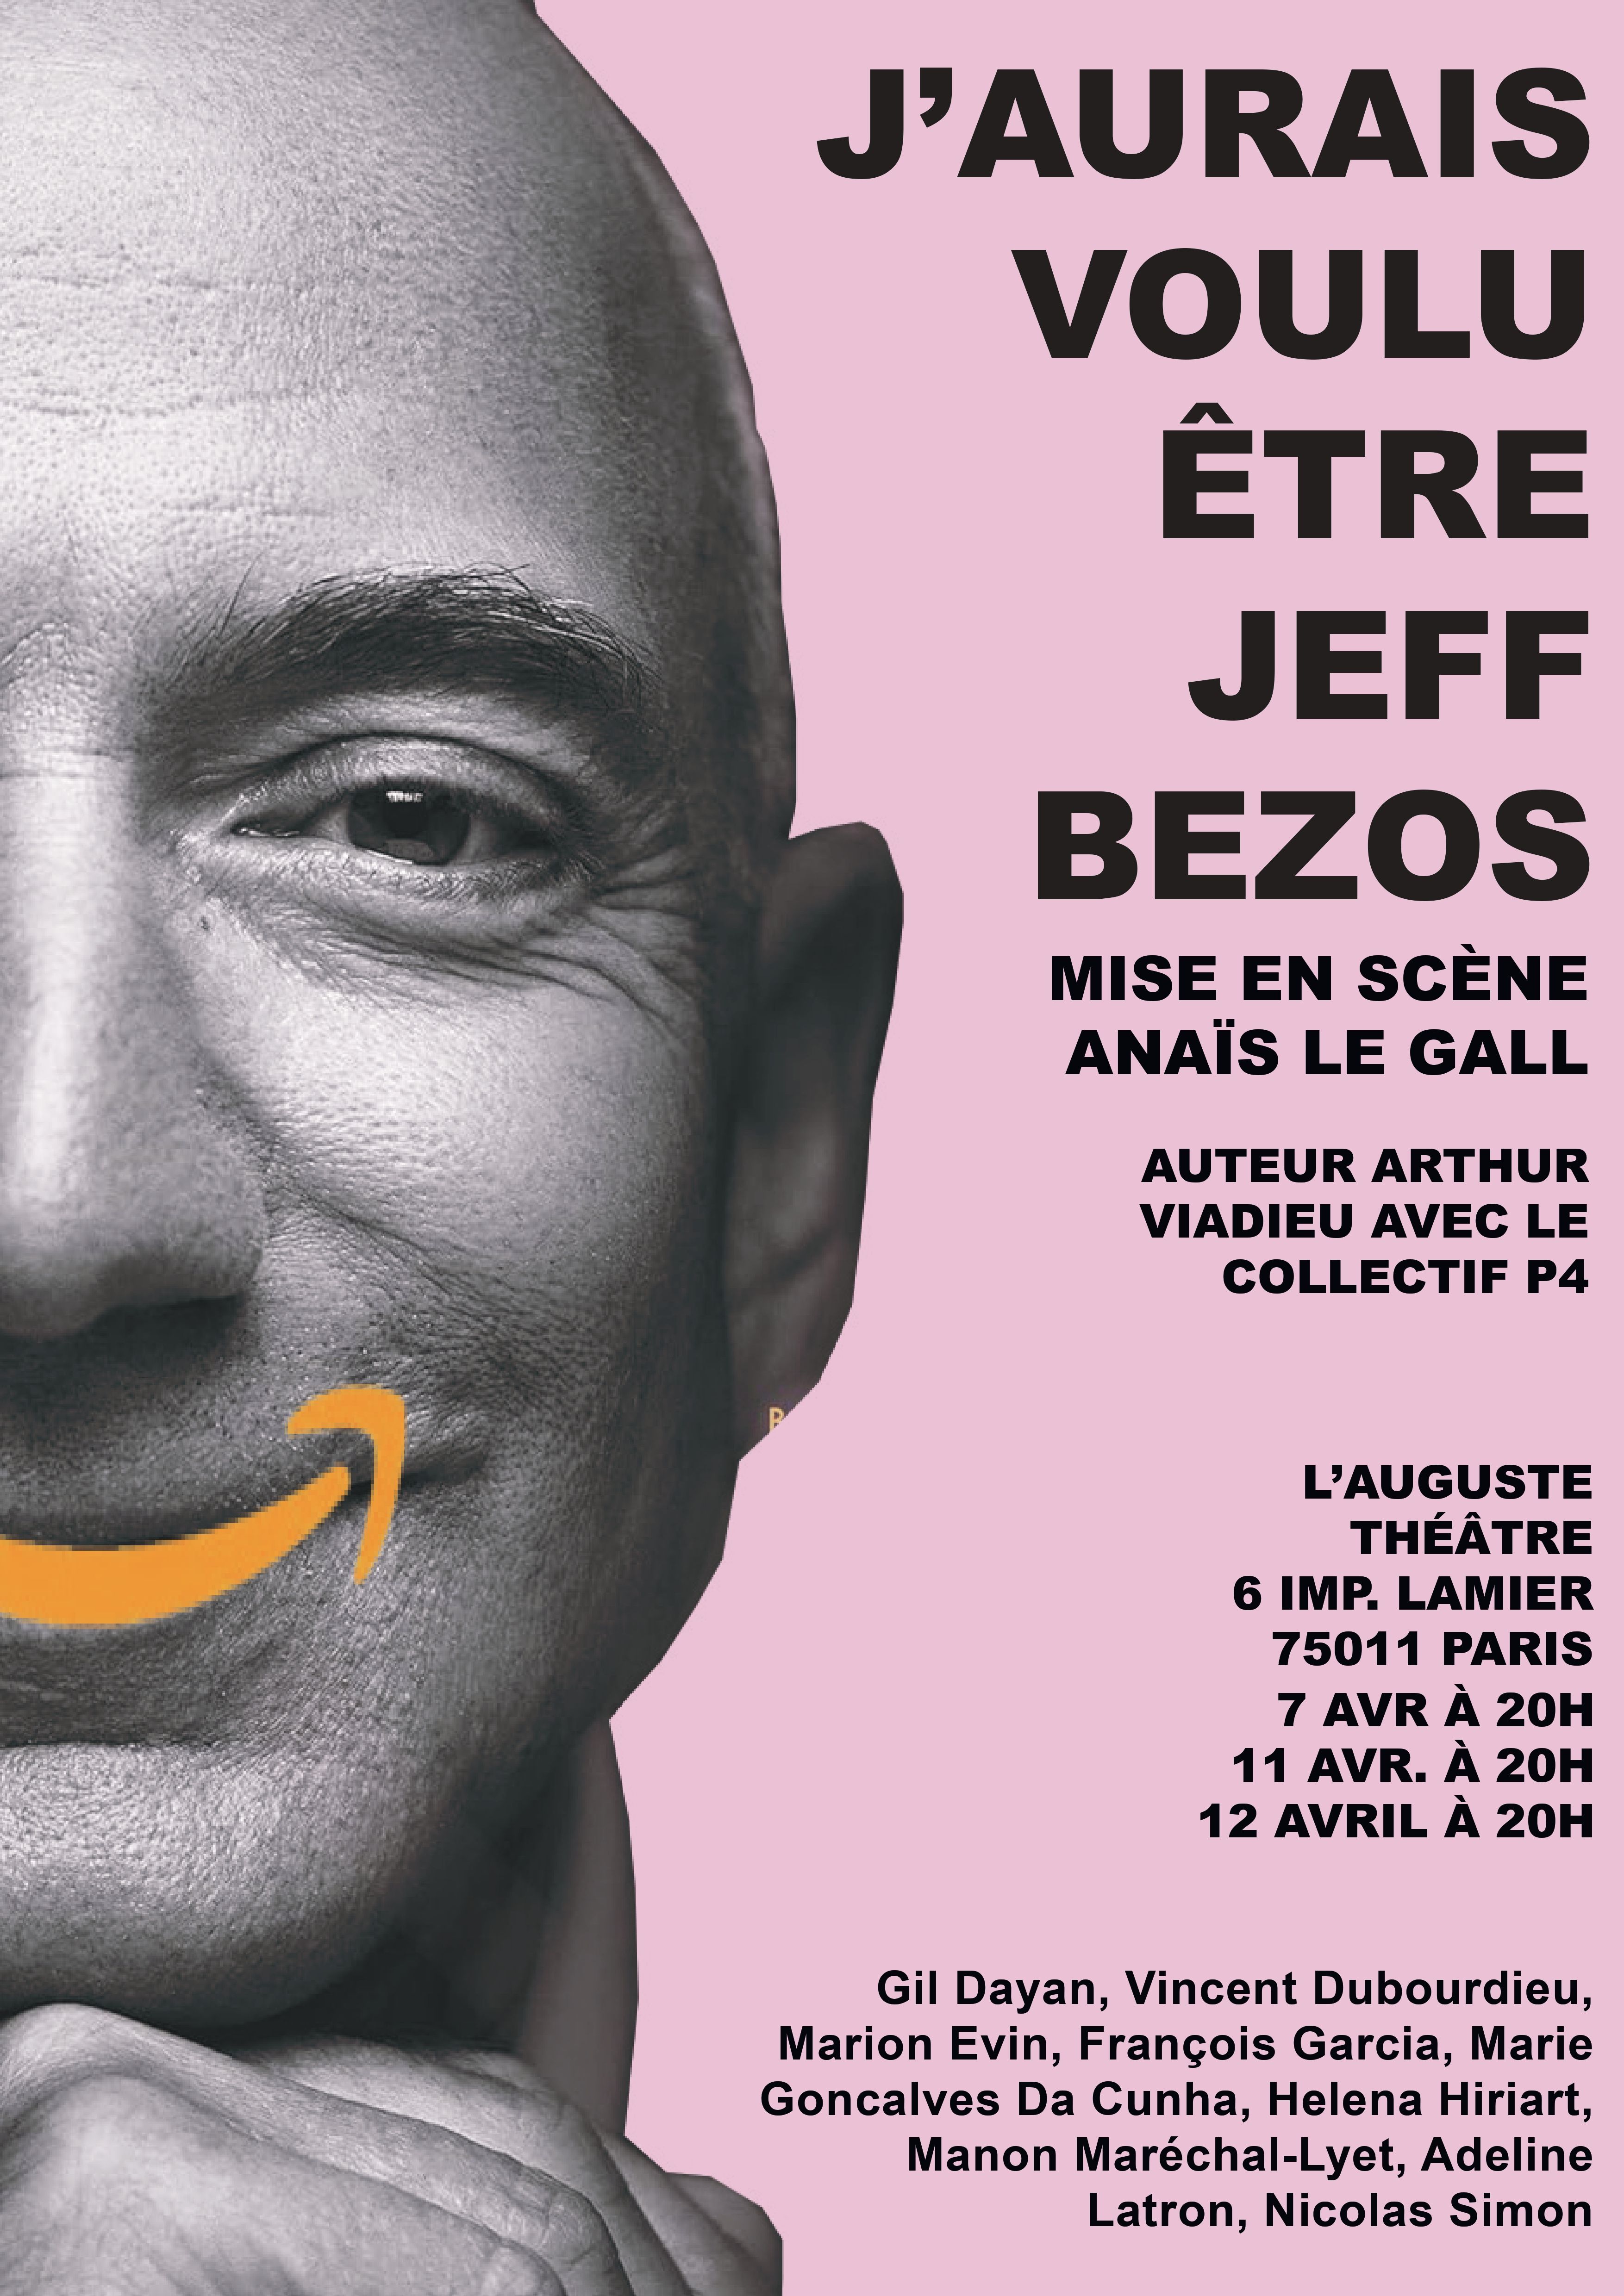 J’AURAIS
VOULU
ÊTRE
JEFF
BEZOS
MISE EN SCÈNE
ANAÏS LE GALL
AUTEUR ARTHUR
VIADIEU AVEC LE
COLLECTIF P4
L’AUGUSTE
THÉÂTRE
6 IMP. LAMIER
75011 PARIS
7 AVR À 20H
11 AVR. À 20H
12 AVRIL À 20H
Gil Dayan, Vincent Dubourdieu,
Marion Evin, François Garcia, Marie
Goncalves Da Cunha, Helena Hiriart,
Manon Maréchal-Lyet, Adeline
Latron, Nicolas Simon